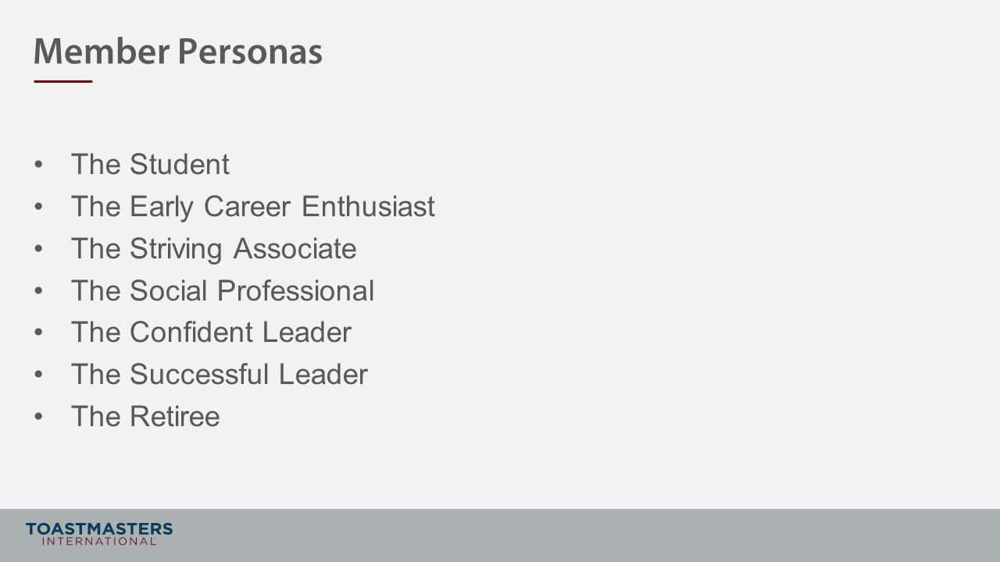 Member Personas
• The Student
• The Early Career Enthusiast
• The Striving Associate
• The Social Professional
• The Confident Leader
• The Successful Leader
• The Retiree
TOASTMASTERS
INTERNATIONAL